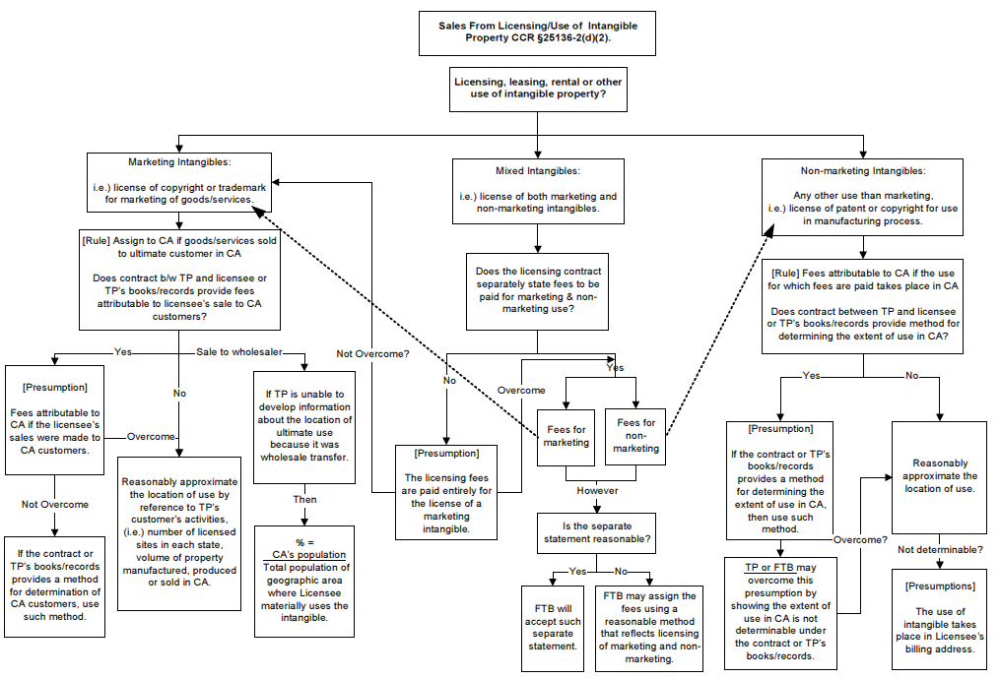 Sales From Licensing/Use of Intangible
Property CCR §25136-2(d)(2).
Licensing, leasing, rental or other
use of intangible property?
Marketing Intangibles:
i.e.) license of copyright or trademark
for marketing of goods/services.
Mixed Intangibles:
i.e.) license of both marketing and
non-marketing intangibles.
Non-marketing Intangibles:
Any other use than marketing,
i.e.) license of patent or copyright for use
in manufacturing process.
[Rule] Assign to CA if goods/services sold
to ultimate customer in CA
Does contract b/w TP and licensee or
TP's books/records provide fees
attributable to licensee's sale to CA
customers?
Does the licensing contract
separately state fees to be
paid for marketing & non-
marketing use?
[Rule] Fees attributable to CA if the use
for which fees are paid takes place in CA
Does contract between TP and licensee
or TP's books/records provide method for
determining the extent of use in CA?
Yes
Sale to wholesaler
No
Not Overcome?
No
Overcome
Yes
Yes
No
[Presumption]
Fees attributable to
CA if the licensee's
sales were made to
CA customers.
Overcome
Not Overcome
If the contract or
TP's books/records
provides a method
for determination of
CA customers, use
such method.
Reasonably approximate
the location of use by
reference to TP's
customer's activities,
(i.e.) number of licensed
sites in each state,
volume of property
manufactured, produced
or sold in CA.
If TP is unable to
develop information
about the location of
ultimate use
because it was
wholesale transfer.
Then
% =
CA's population
Total population of
geographic area
where Licensee
materially uses the
intangible.
[Presumption]
The licensing fees
are paid entirely for
the license of a
marketing
intangible.
Fees for
marketing
Fees for
non-
marketing
However
Is the separate
statement reasonable?
Yes
No
FTB will
accept such
separate
statement.
FTB may assign the
fees using a
reasonable method
that reflects licensing
of marketing and non-
marketing.
[Presumption]
If the contract or TP's
books/records
provides a method
for determining the
extent of use in CA,
then use such
method.
Overcome?
TP or FTB may
overcome this
presumption by
showing the extent of
use in CA is not
determinable under
the contract or TP's
books/records.
Reasonably
approximate the
location of use.
Not determinable?
[Presumptions]
The use of
intangible takes
place in Licensee's
billing address.